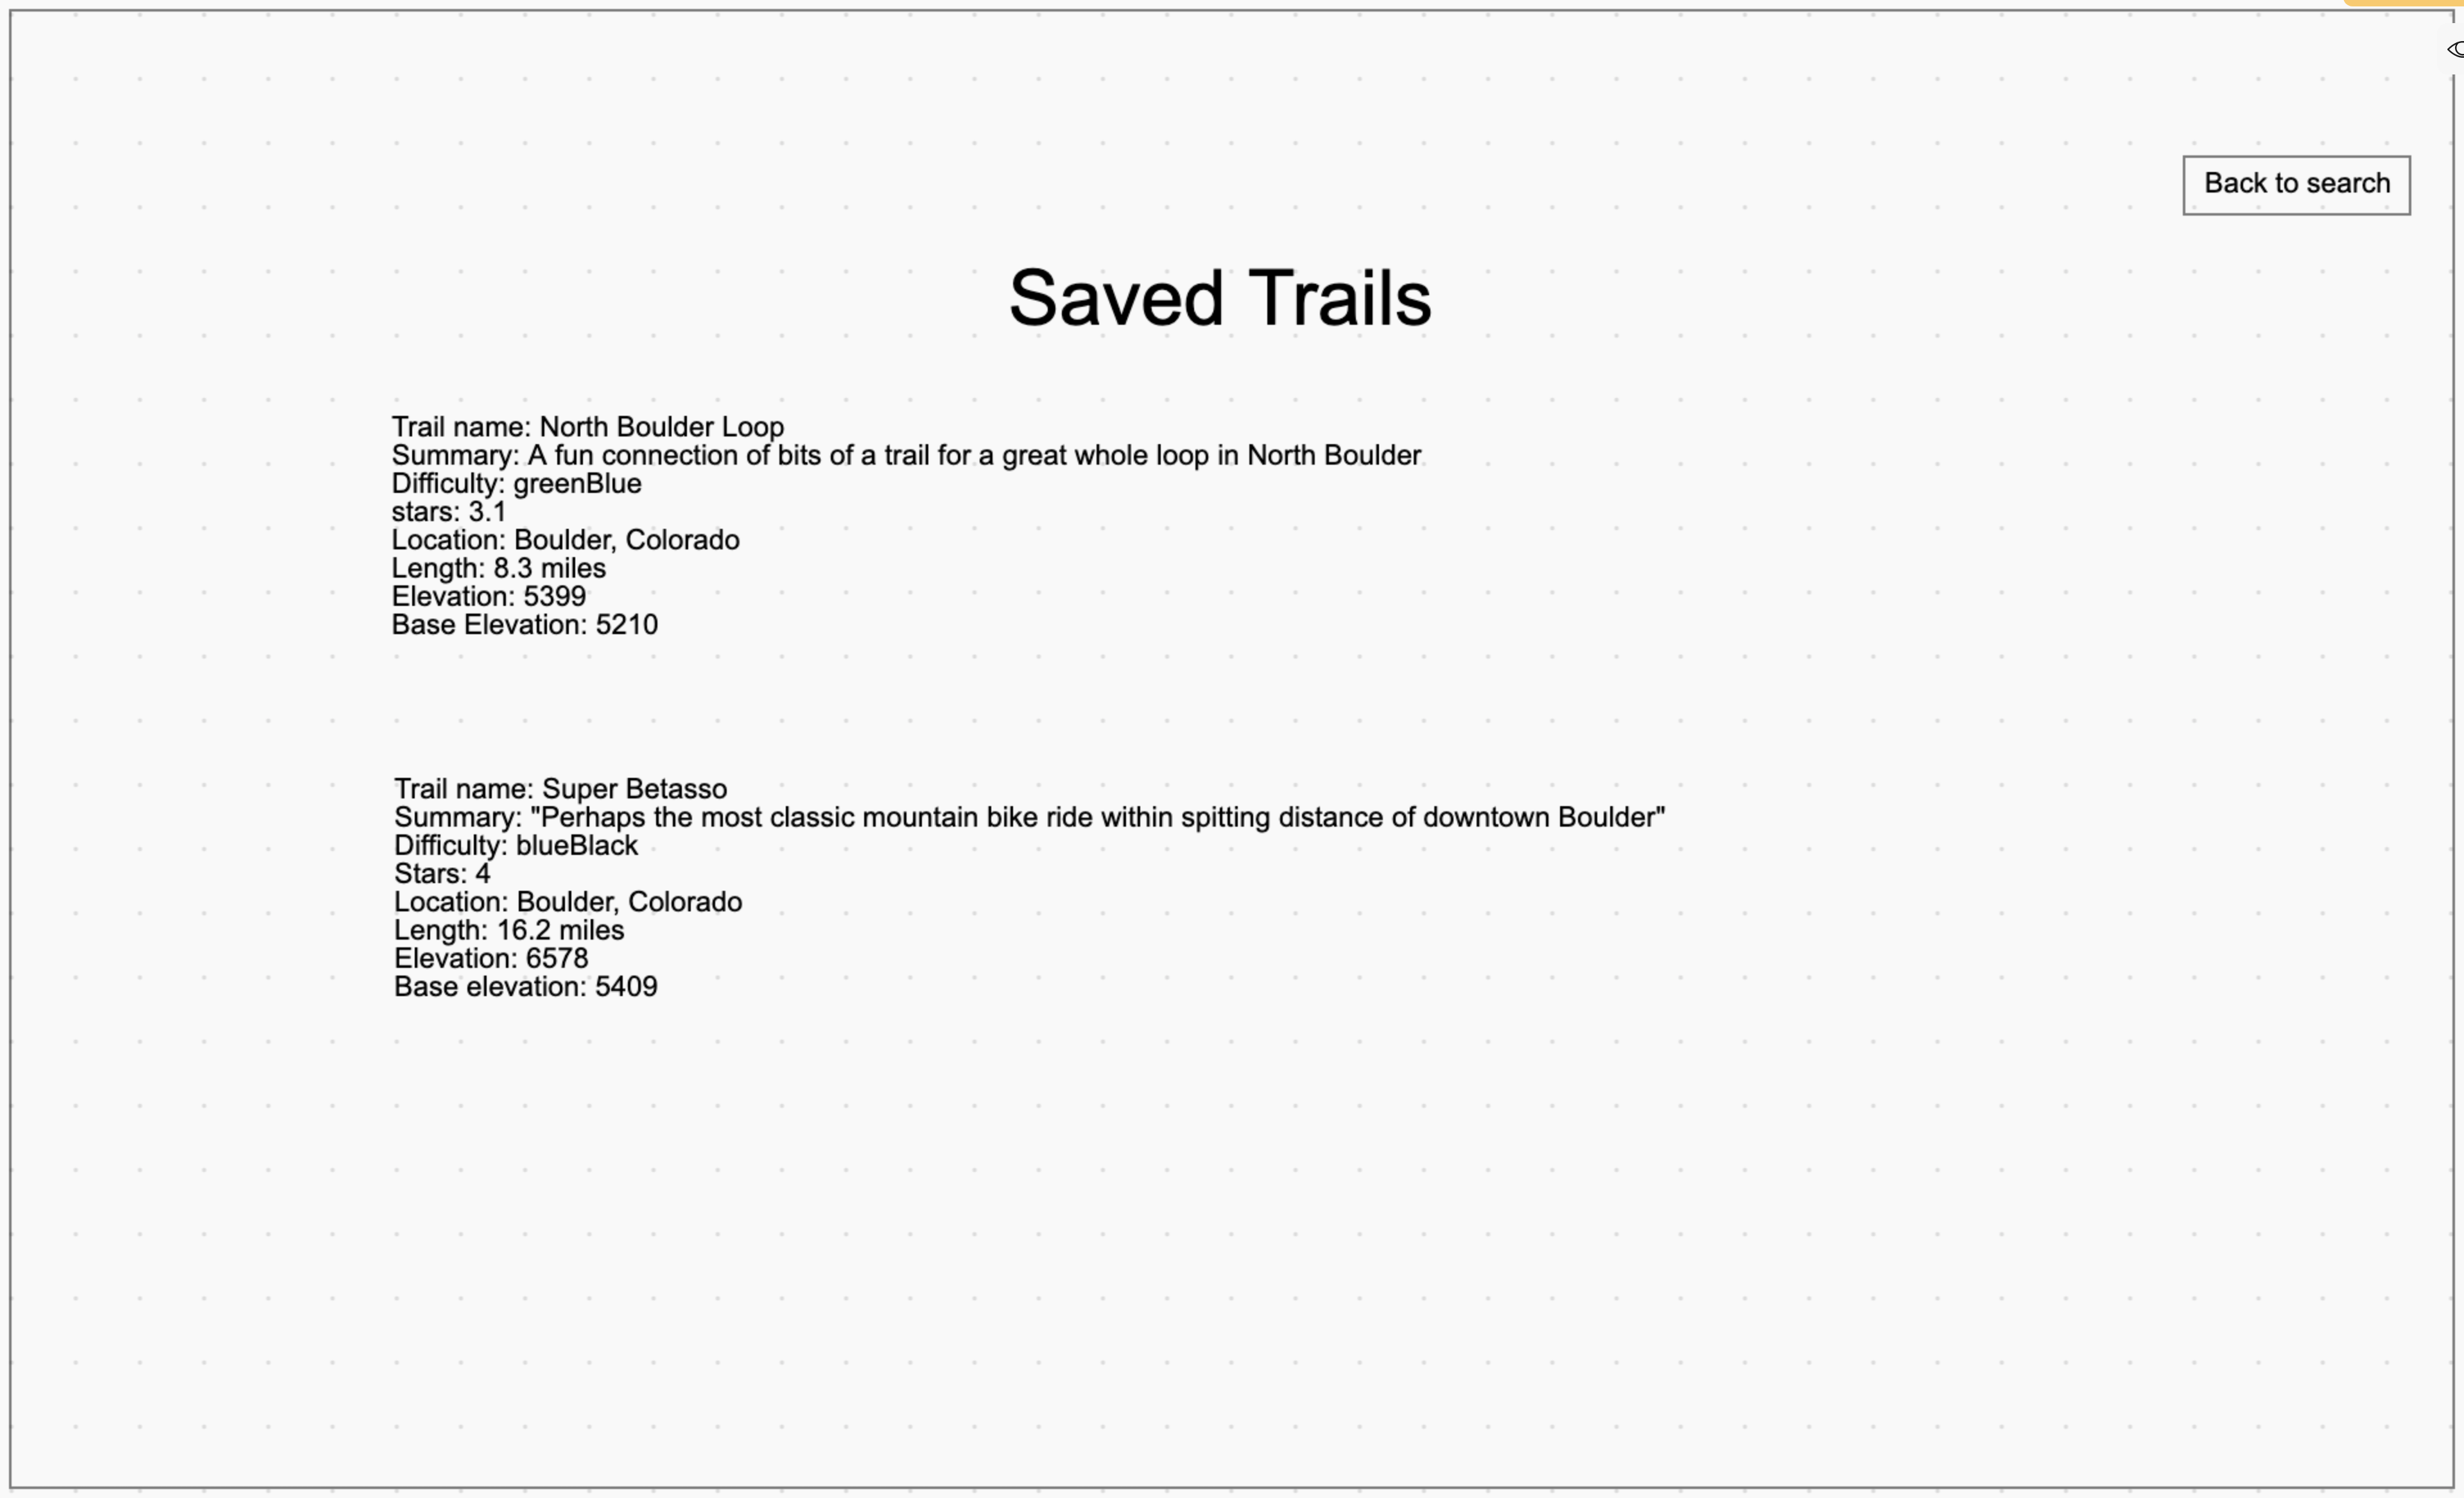 Back to search
Saved Trails
Trail name: North Boulder Loop
Summary: A fun connection of bits of a trail for a great whole loop in North Boulder
Difficulty: greenBlue
stars: 3.1
Location: Boulder, Colorado
Length: 8.3 miles
Elevation: 5399
Base Elevation: 5210
Trail name: Super Betasso
Summary: "Perhaps the most classic mountain bike ride within spitting distance of downtown Boulder"
Difficulty: blueBlack
Stars: 4
Location: Boulder, Colorado
Length: 16.2 miles
Elevation: 6578
Base elevation: 5409